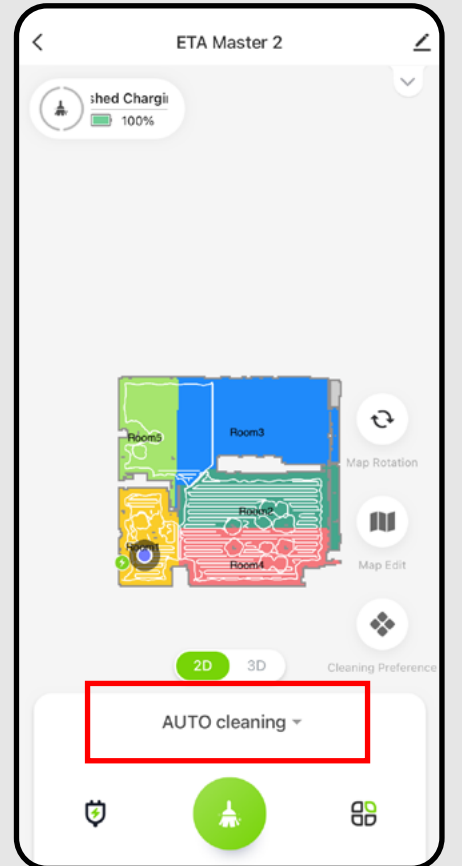 ETA Master 2
shed Chargi
100%
Room5
Room3
Map Rotation
Room2
Room1
Room4
Map Edit
2D
3D
Cleaning Preference
AUTO cleaning